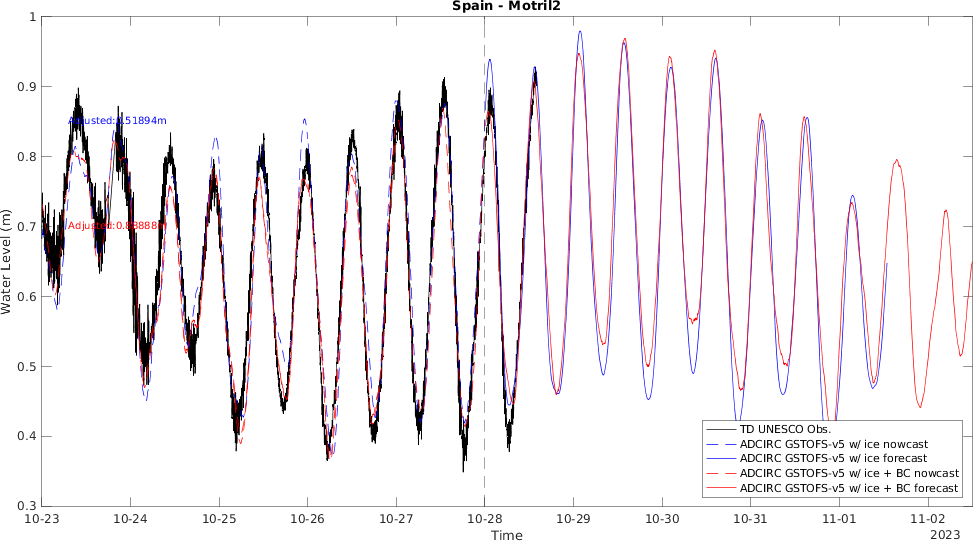 Spain - Motril2
1
0.9
0.8
0.7
0.6
0.5
0.4
0.3
Water Level (m)
10-23
10-24
10-25
10-26
10-27
10-28
10-29
10-30
10-31
11-01
11-02
2023
Time
TD UNESCO Obs.
ADCIRC GSTOFS-v5 w/ ice nowcast
ADCIRC GSTOFS-v5 w/ ice forecast
ADCIRC GSTOFS-v5 w/ ice + BC nowcast
ADCIRC GSTOFS-v5 w/ ice + BC forecast